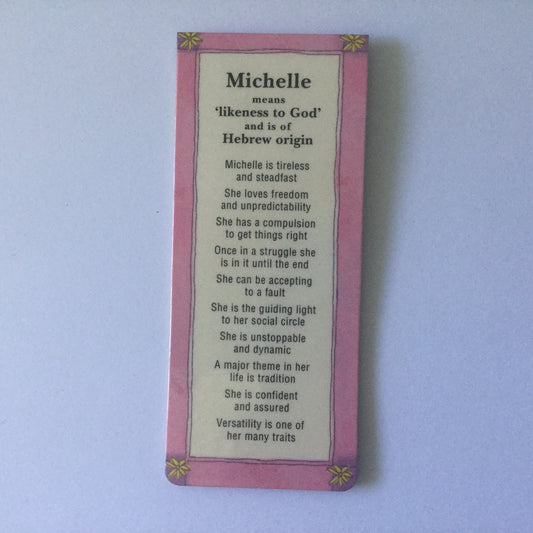 Michelle
means
‘likeness to God’
and is of
Hebrew origin
Michelle is tireless
and steadfast
She loves freedom
and unpredictability
She has a compulsion
to get things right
Once in a struggle she
is in it until the end
She can be accepting
to a fault
She is the guiding light
to her social circle
She is unstoppable
and dynamic
A major theme in her
life is tradition
She is confident
and assured
Versatility is one of
her many traits